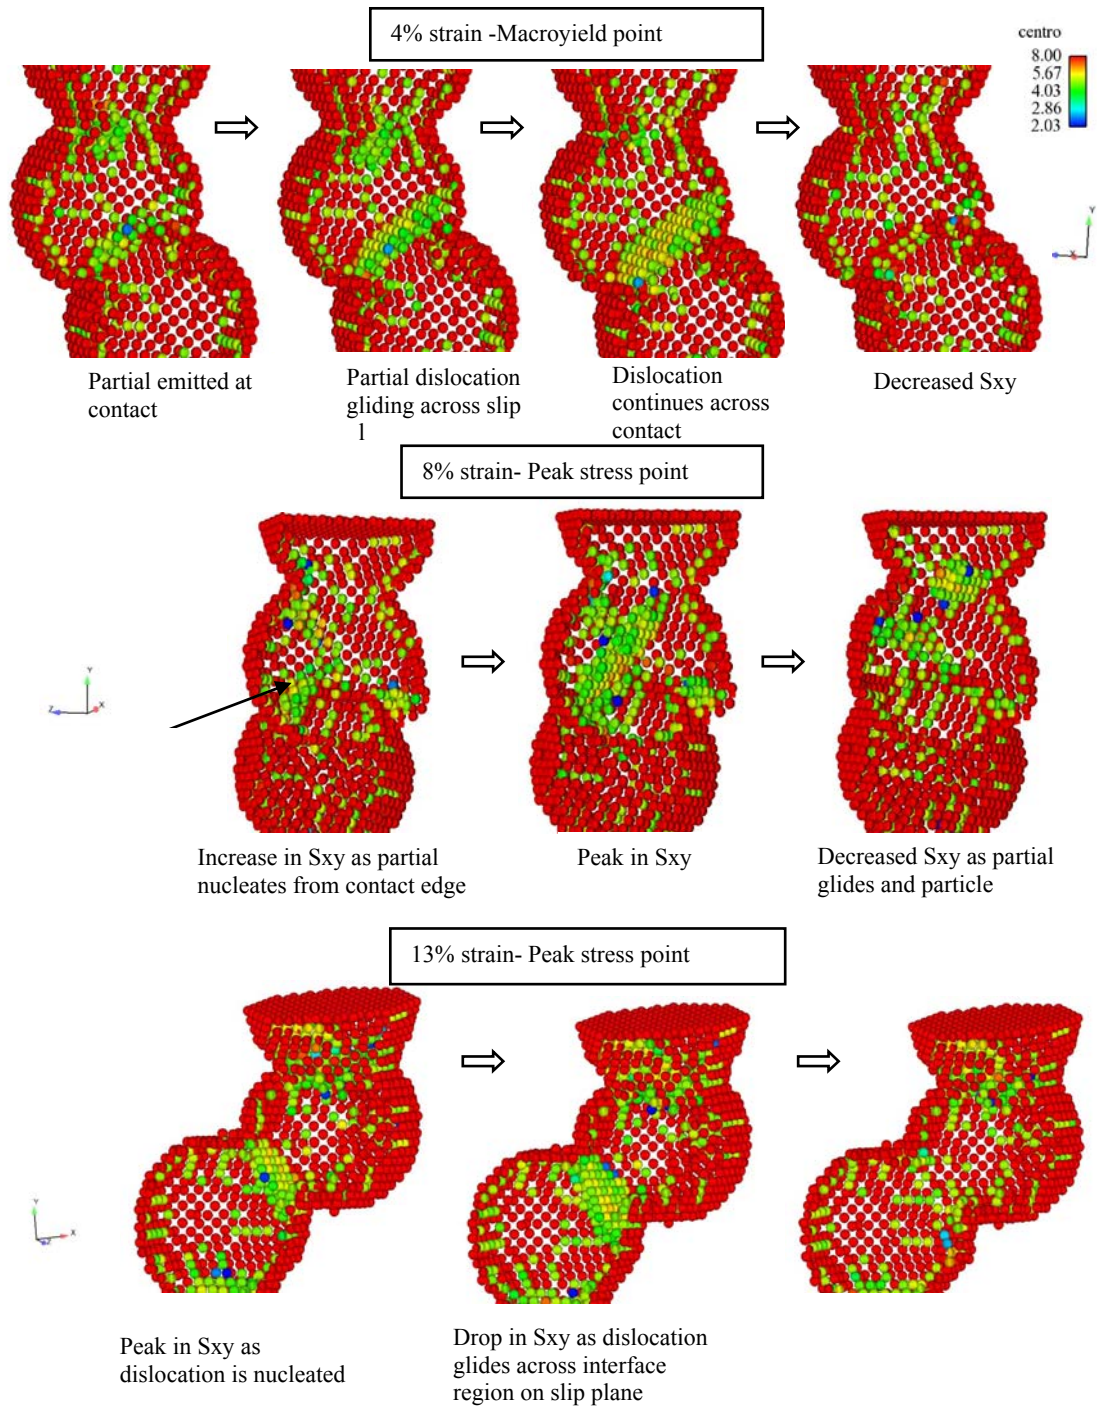 4% strain -Macroyield point
centro
8.00
5.67
4.03
2.86
2.03
Y
X
Partial emitted at
contact
Partial dislocation
gliding across slip
l
Dislocation
continues across
contact
Decreased Sxy
8% strain- Peak stress point
Y
Z
X
Increase in Sxy as partial
nucleates from contact edge
Peak in Sxy
Decreased Sxy as partial
glides and particle
13% strain- Peak stress point
Y
X
Z
Peak in Sxy as
dislocation is nucleated
Drop in Sxy as dislocation
glides across interface
region on slip plane